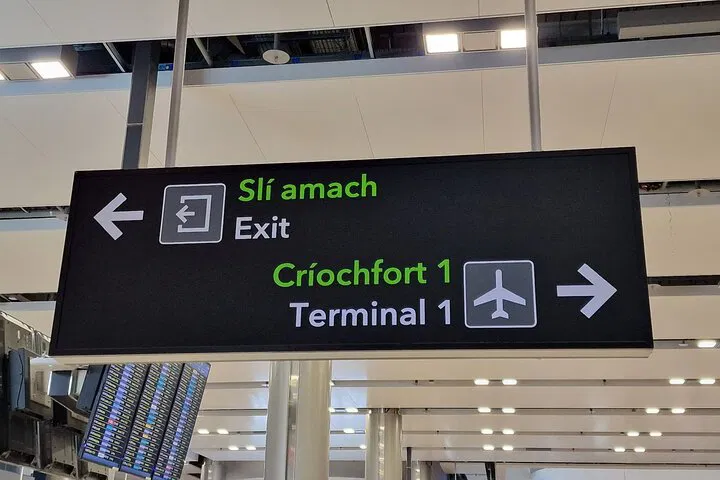 Slí amach
Exit
Críochfort 1
Terminal 1